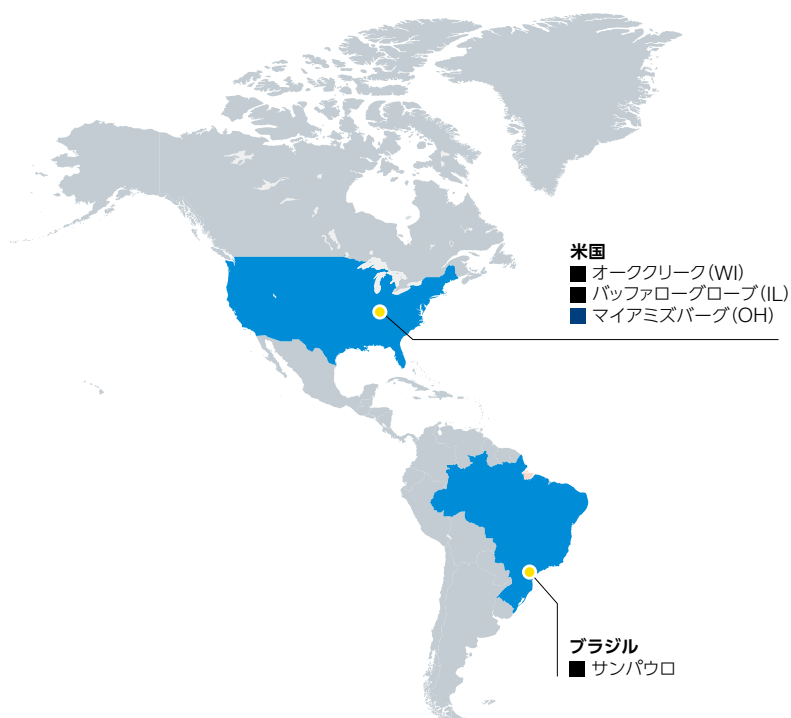 米国
■ オーククリーク(WI)
■ バッファローグローブ(IL)
■ マイアミズバーグ(OH)
ブラジル
■ サンパウロ